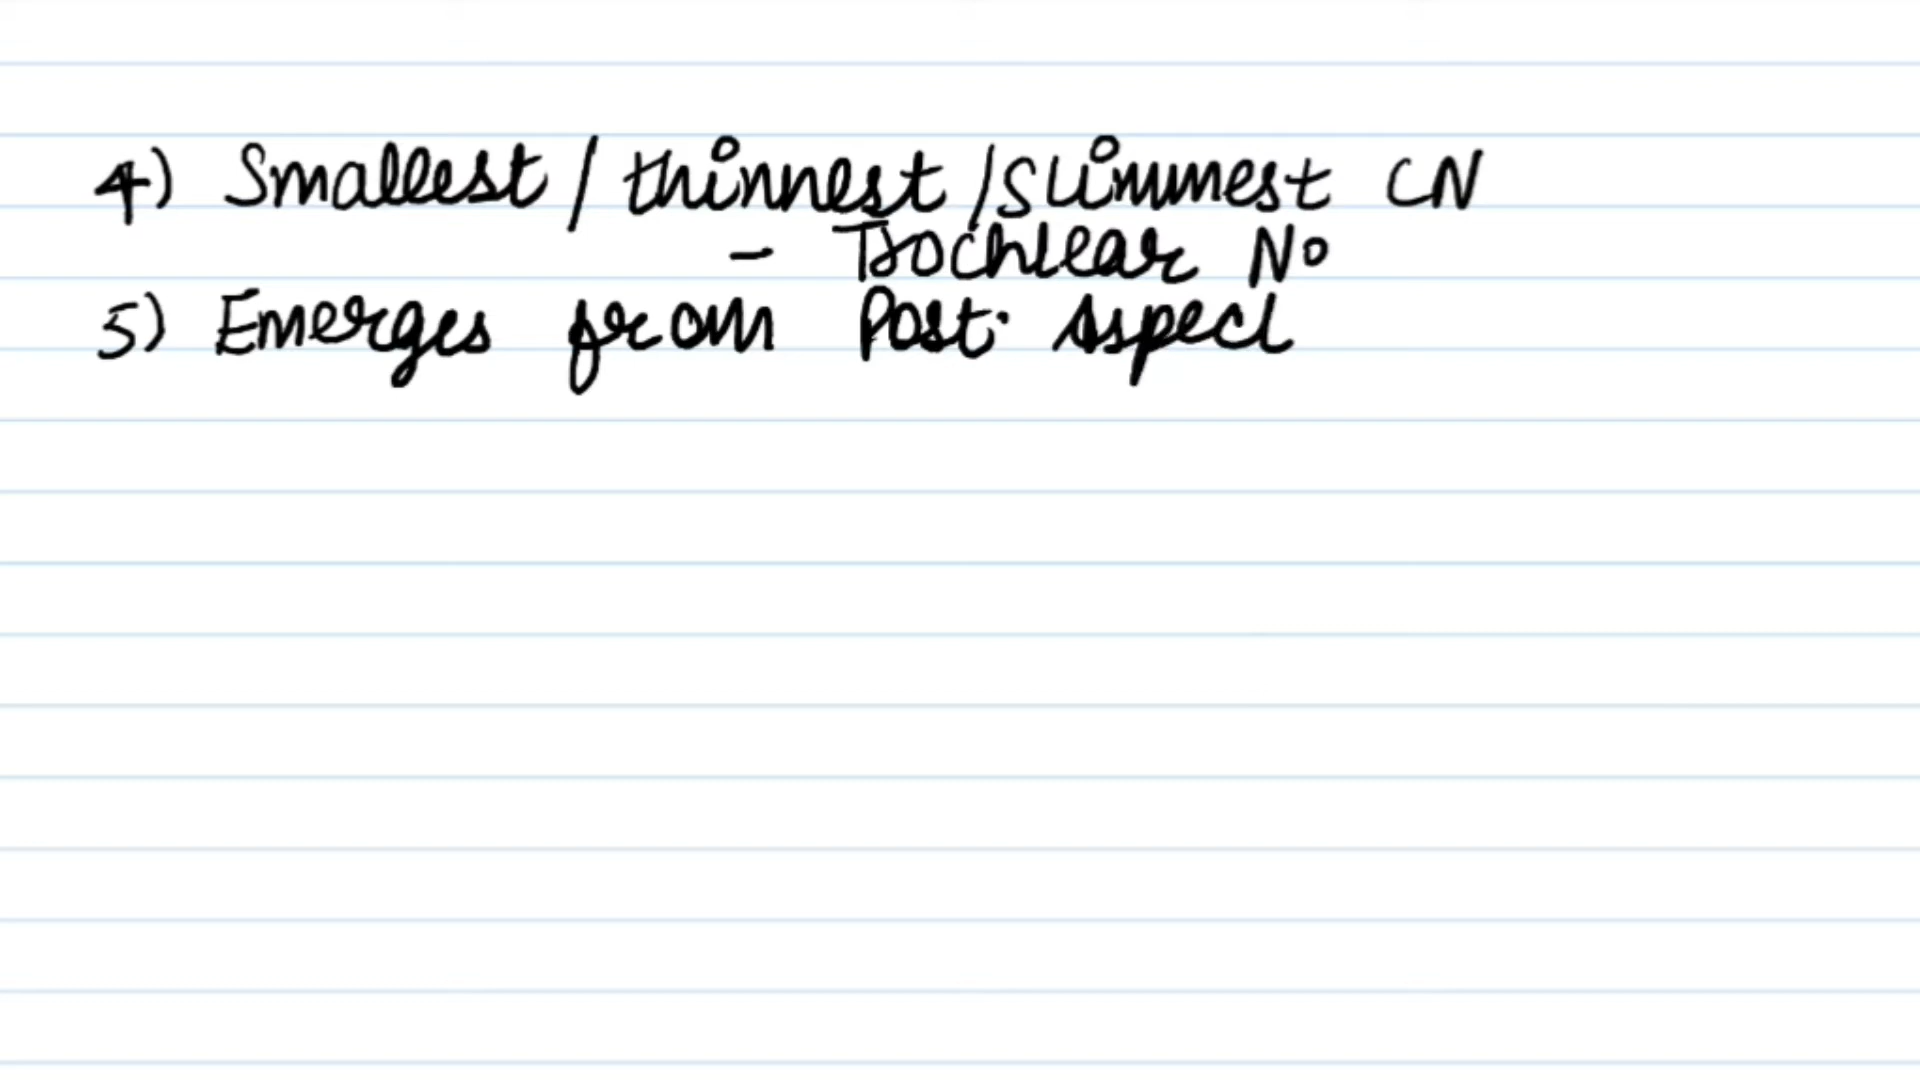 4) Smallest / thinnest / Slimmest CN
- Trochlear No
5) Emerges from Post. Aspect